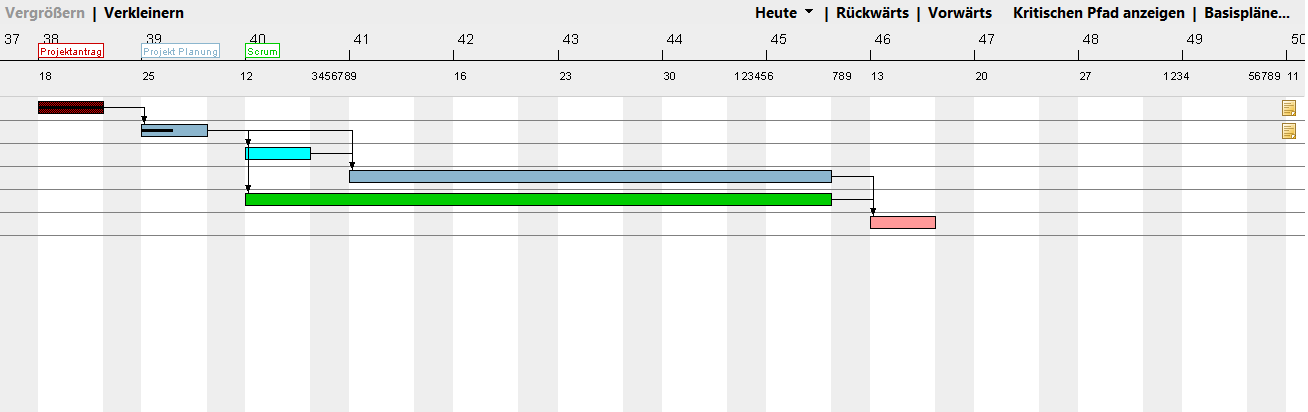 Vergrößern | Verkleinern Heute | Rückwärts | Vorwärts Kritischen Pfad anzeigen | Basispläne...
37 38 39 40 41 42 43 44 45 46 47 48 49 50
Projektantrag Projekt Planung Scrum
18 25 12 3456789 16 23 30 123456 789 13 20 27 1234 56789 11